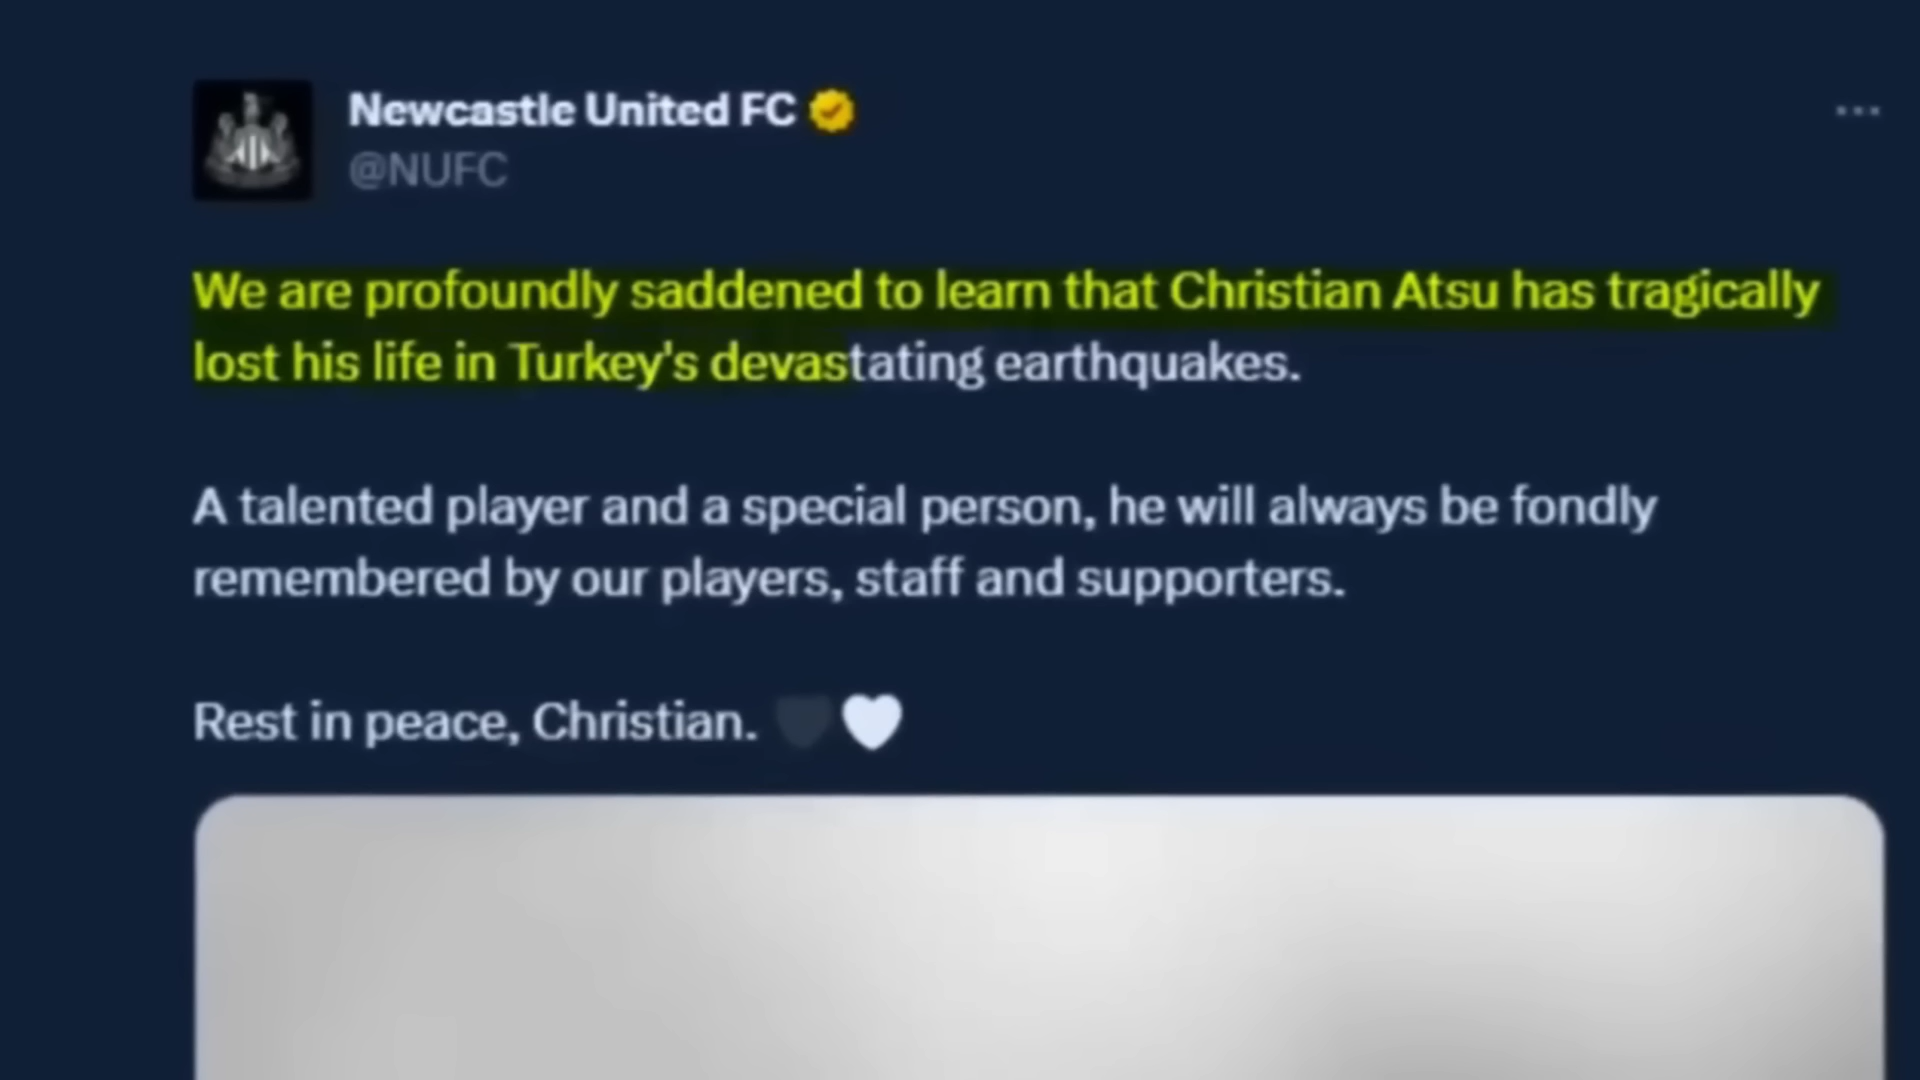 Newcastle United FC
@NUFC
We are profoundly saddened to learn that Christian Atsu has tragically
lost his life in Turkey's devastating earthquakes.
A talented player and a special person, he will always be fondly
remembered by our players, staff and supporters.
Rest in peace, Christian. 🖤🤍